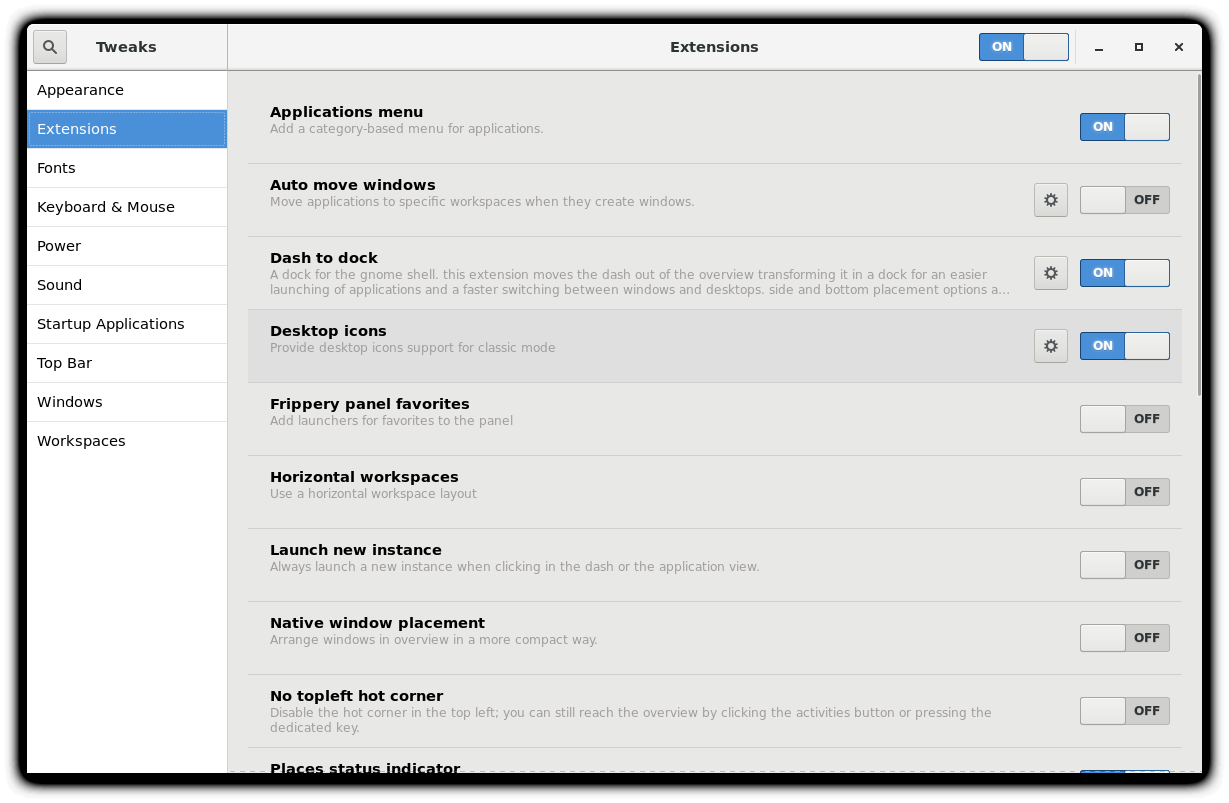 Tweaks
Extensions
ON
Appearance
Extensions
Fonts
Keyboard & Mouse
Power
Sound
Startup Applications
Top Bar
Windows
Workspaces
Applications menu
Add a category-based menu for applications.
ON
Auto move windows
Move applications to specific workspaces when they create windows.
OFF
Dash to dock
A dock for the gnome shell. this extension moves the dash out of the overview transforming it in a dock for an easier
launching of applications and a faster switching between windows and desktops. side and bottom placement options a...
ON
Desktop icons
Provide desktop icons support for classic mode
ON
Frippery panel favorites
Add launchers for favorites to the panel
OFF
Horizontal workspaces
Use a horizontal workspace layout
OFF
Launch new instance
Always launch a new instance when clicking in the dash or the application view.
OFF
Native window placement
Arrange windows in overview in a more compact way.
OFF
No topleft hot corner
Disable the hot corner in the top left; you can still reach the overview by clicking the activities button or pressing the
dedicated key.
OFF
Places status indicator